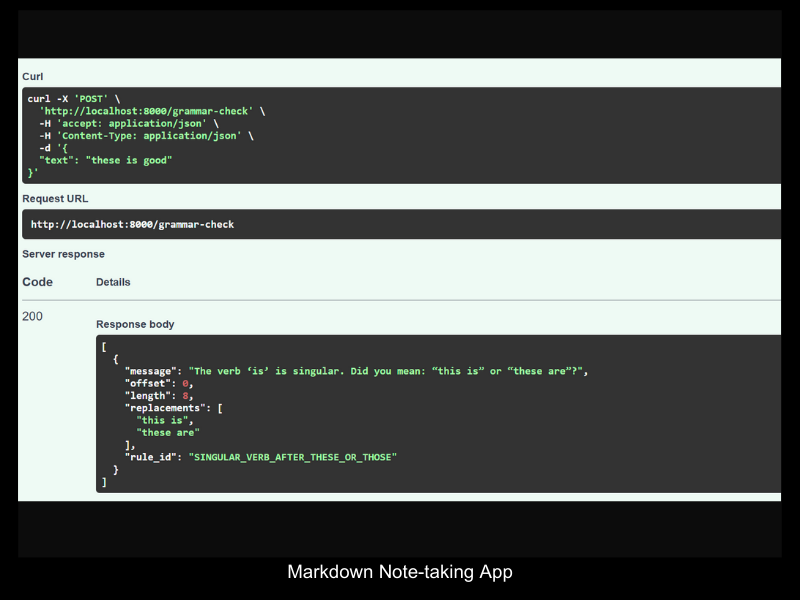 Curl
curl -X 'POST' \
'http://localhost:8000/grammar-check' \
-H 'accept: application/json' \
-H 'Content-Type: application/json' \
-d '{
"text": "these is good"
}'
Request URL
http://localhost:8000/grammar-check
Server response
Code Details
200
Response body
[
{
"message": "The verb ‘is’ is singular. Did you mean: “this is” or “these are”?",
"offset": 0,
"length": 8,
"replacements": [
"this is",
"these are"
],
"rule_id": "SINGULAR_VERB_AFTER_THESE_OR_THOSE"
}
]
Markdown Note-taking App